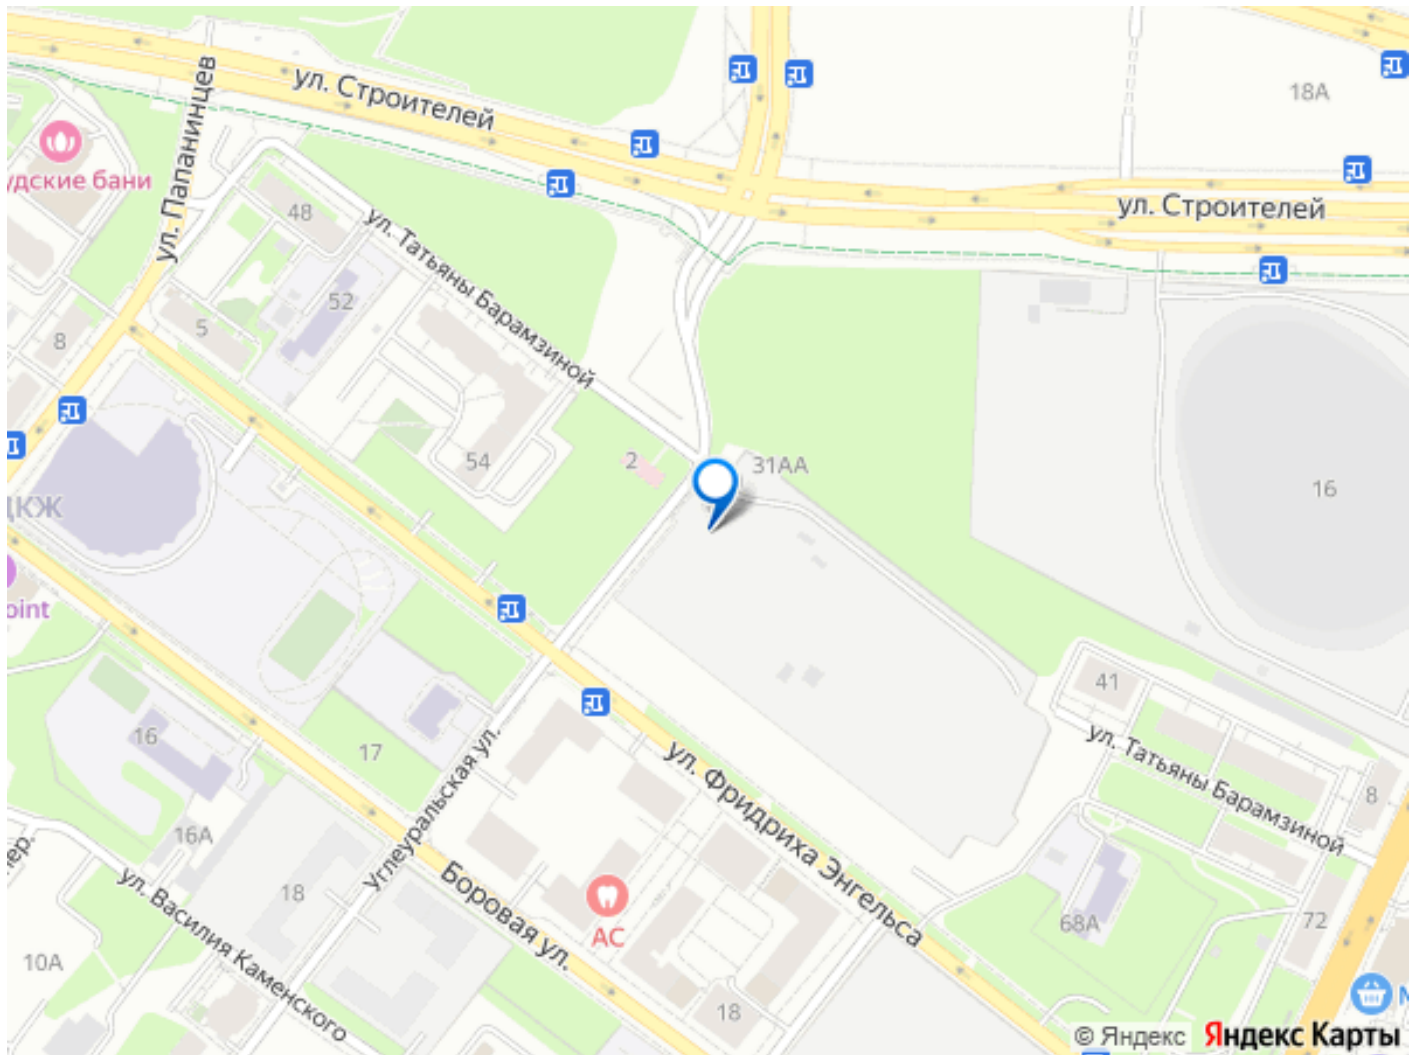 ул. Строителей
18А
удские бани
ул. Папанинцев
48
ул. Татьяны Барамзиной
ул. Строителей
52
5
8
54
2
31АА
16
ЦКЖ
oint
41
ул. Татьяны Барамзиной
8
16
17
Углеуральская ул.
ул. Фридриха Энгельса
16А
пер.
ул. Василия Каменского
18
Боровая ул.
АС
68А
72
10А
18
М
© Яндекс Яндекс Карты